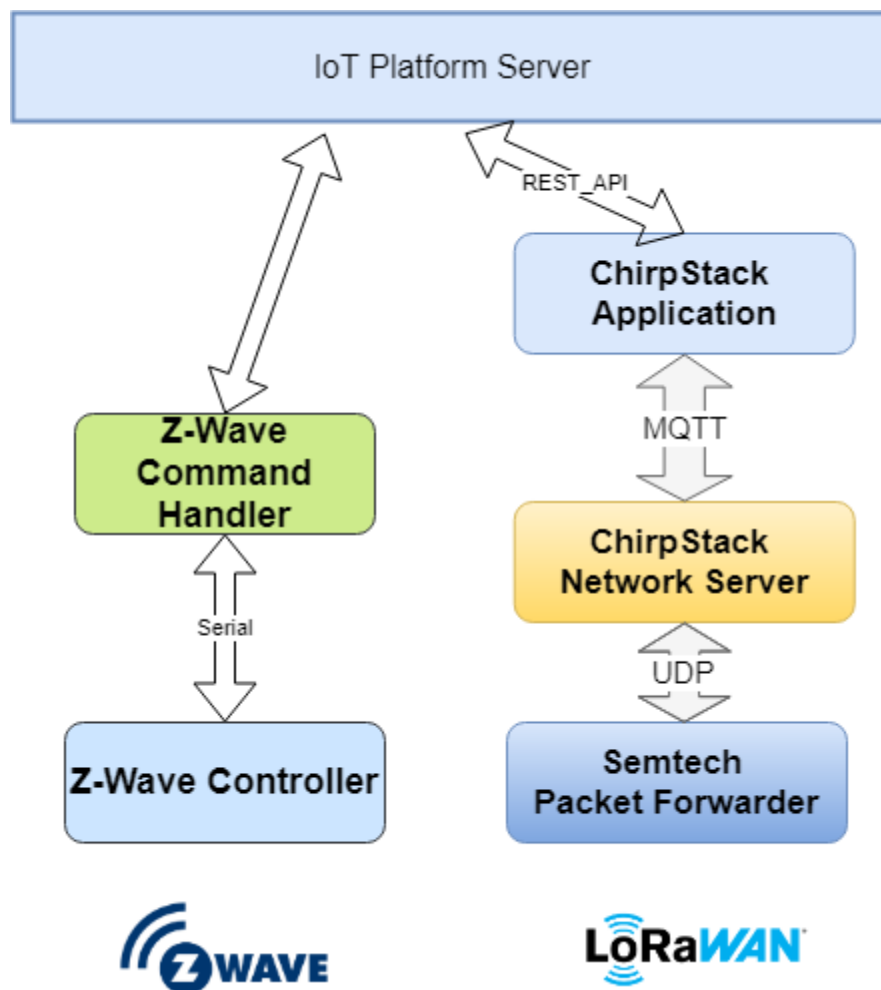 IoT Platform Server
REST_API
ChirpStack
Application
Z-Wave
Command
Handler
MQTT
ChirpStack
Network Server
Serial
UDP
Z-Wave Controller
Semtech
Packet Forwarder
Z WAVE
LoRaWAN